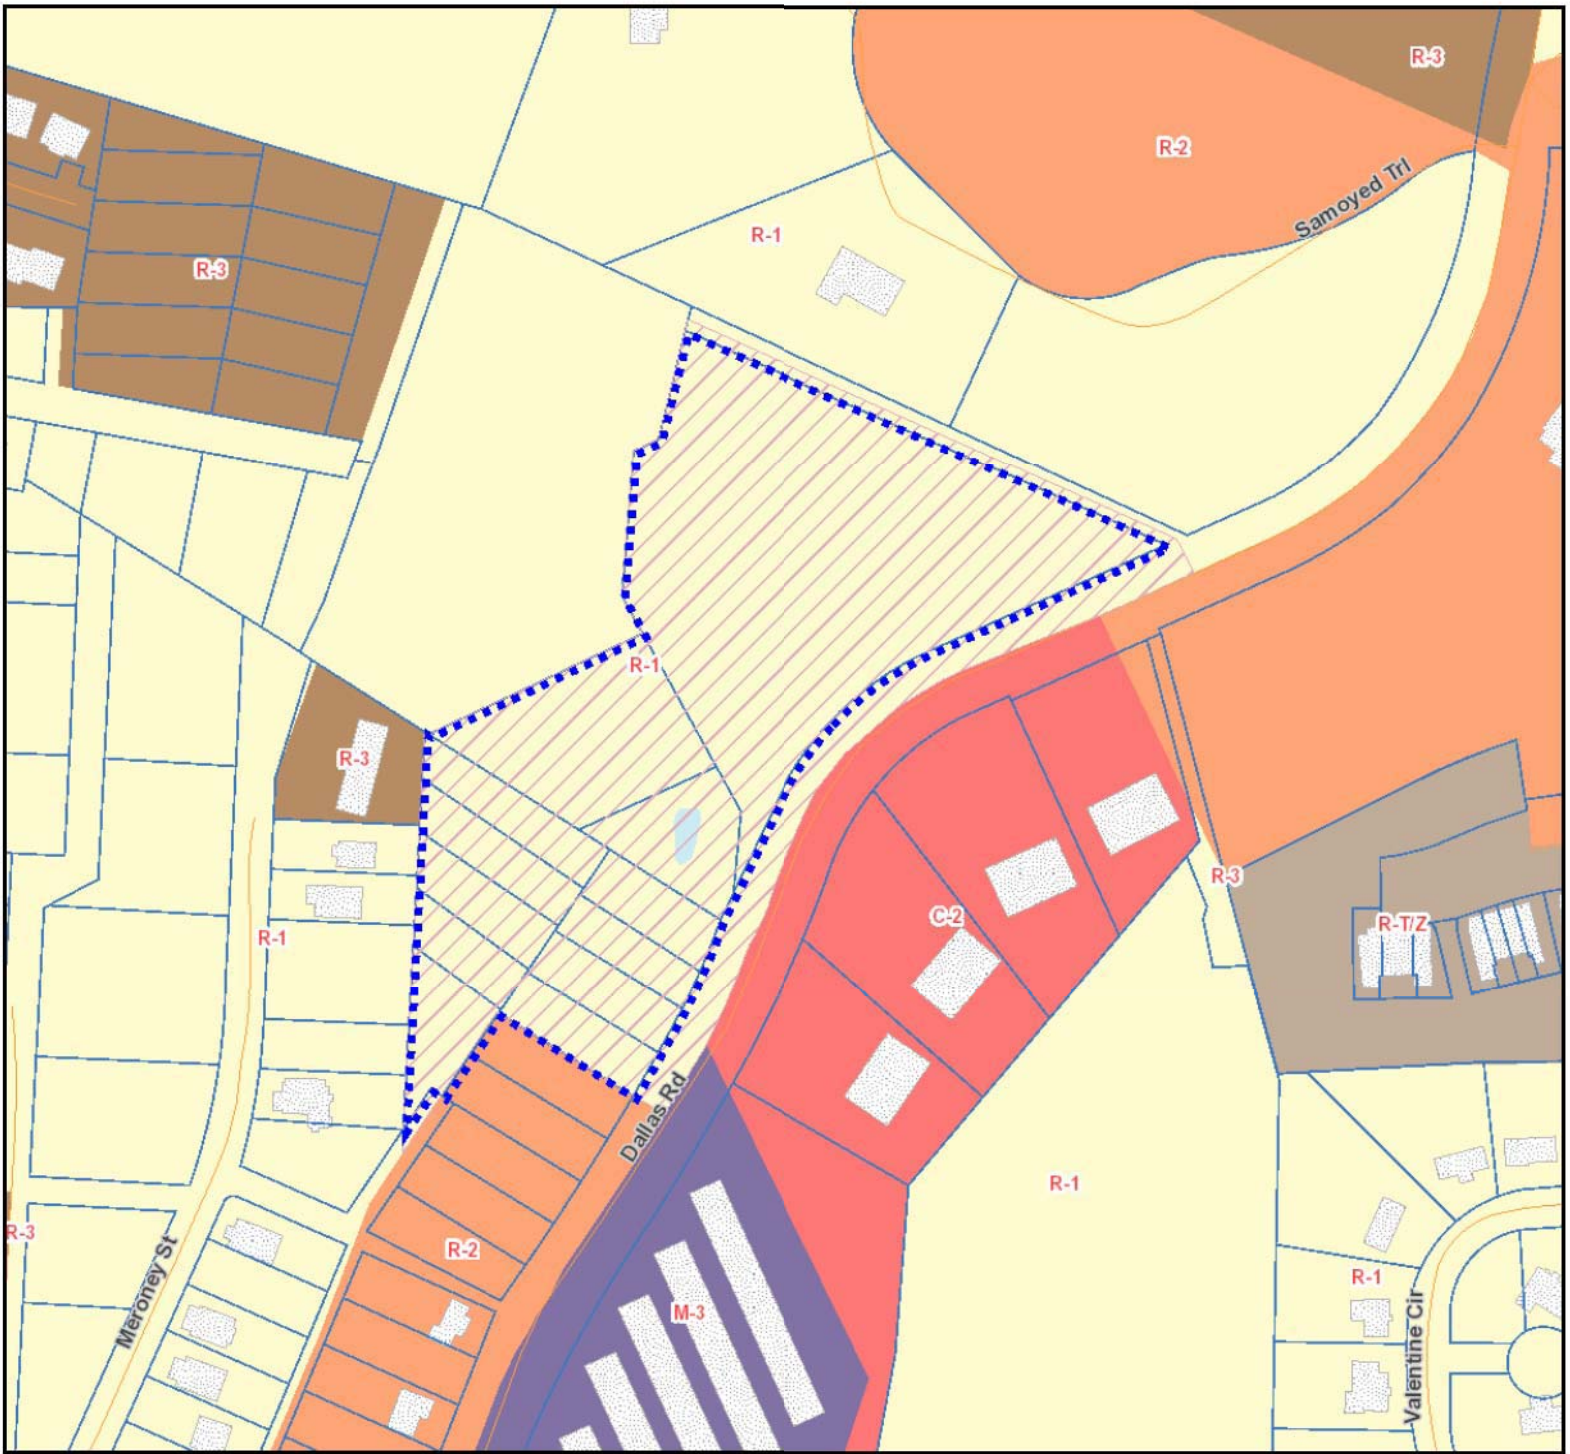 R-3
R-2
Samoyed Trl
R-1
R-3
R-1
R-3
R-3
C-2
R-T/Z
R-1
Dallas Rd
R-1
R-3
Meroney St
R-2
R-1
M-3
Valentine Cir